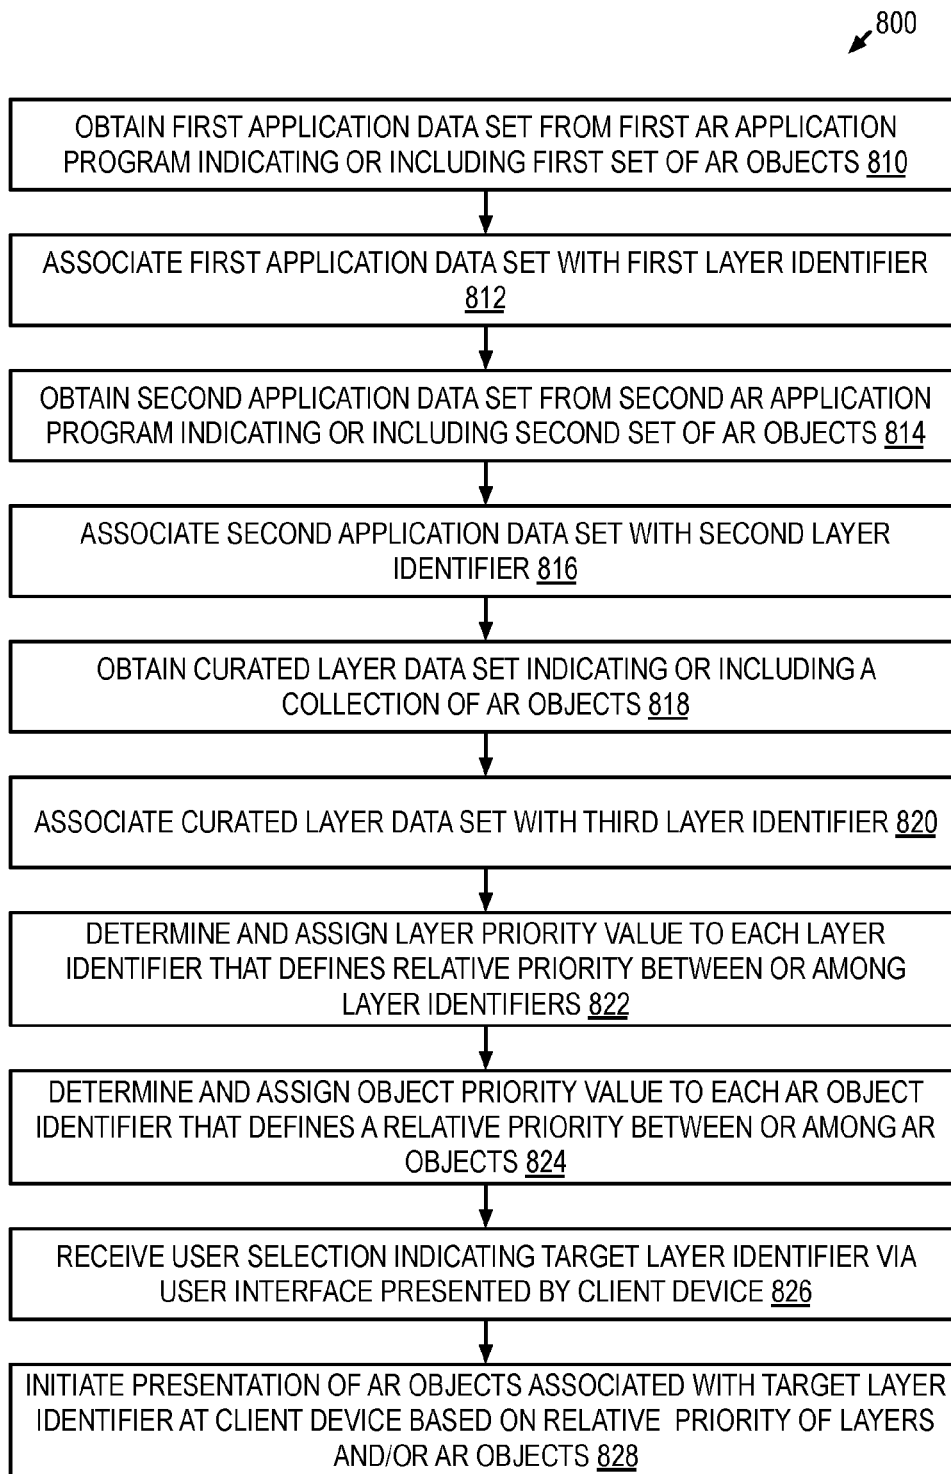 800
OBTAIN FIRST APPLICATION DATA SET FROM FIRST AR APPLICATION
PROGRAM INDICATING OR INCLUDING FIRST SET OF AR OBJECTS 810
ASSOCIATE FIRST APPLICATION DATA SET WITH FIRST LAYER IDENTIFIER
812
OBTAIN SECOND APPLICATION DATA SET FROM SECOND AR APPLICATION
PROGRAM INDICATING OR INCLUDING SECOND SET OF AR OBJECTS 814
ASSOCIATE SECOND APPLICATION DATA SET WITH SECOND LAYER
IDENTIFIER 816
OBTAIN CURATED LAYER DATA SET INDICATING OR INCLUDING A
COLLECTION OF AR OBJECTS 818
ASSOCIATE CURATED LAYER DATA SET WITH THIRD LAYER IDENTIFIER 820
DETERMINE AND ASSIGN LAYER PRIORITY VALUE TO EACH LAYER
IDENTIFIER THAT DEFINES RELATIVE PRIORITY BETWEEN OR AMONG
LAYER IDENTIFIERS 822
DETERMINE AND ASSIGN OBJECT PRIORITY VALUE TO EACH AR OBJECT
IDENTIFIER THAT DEFINES A RELATIVE PRIORITY BETWEEN OR AMONG AR
OBJECTS 824
RECEIVE USER SELECTION INDICATING TARGET LAYER IDENTIFIER VIA
USER INTERFACE PRESENTED BY CLIENT DEVICE 826
INITIATE PRESENTATION OF AR OBJECTS ASSOCIATED WITH TARGET LAYER
IDENTIFIER AT CLIENT DEVICE BASED ON RELATIVE PRIORITY OF LAYERS
AND/OR AR OBJECTS 828